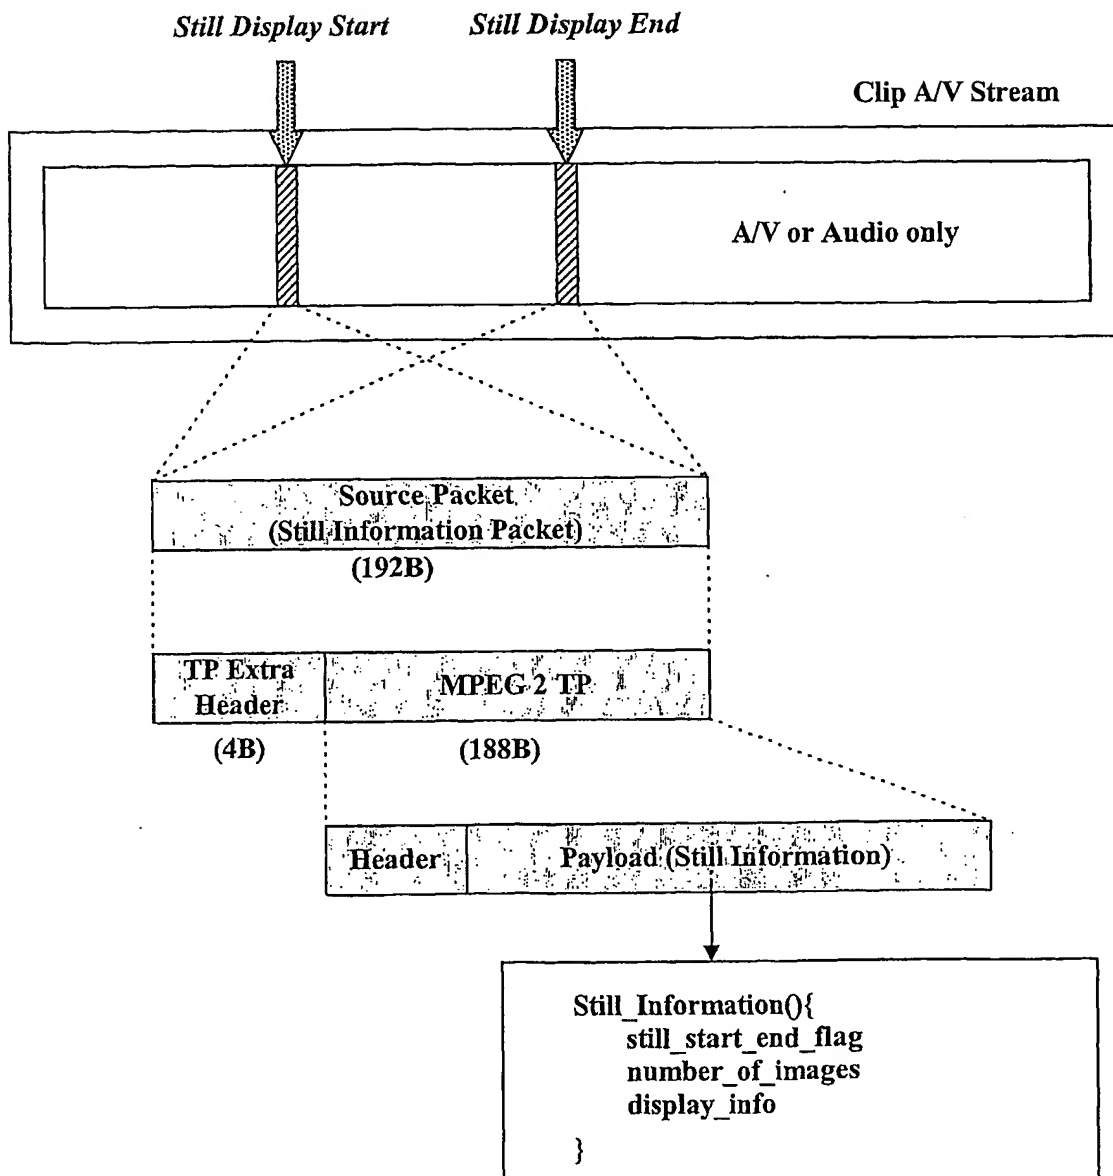 Still Display Start
Still Display End
Clip A/V Stream
A/V or Audio only
Source Packet
(Still Information Packet)
(192B)
TP Extra
Header
MPEG 2 TP
(4B)
(188B)
Header
Payload (Still Information)
Still_Information(){
still_start_end_flag
number_of_images
display_info
}